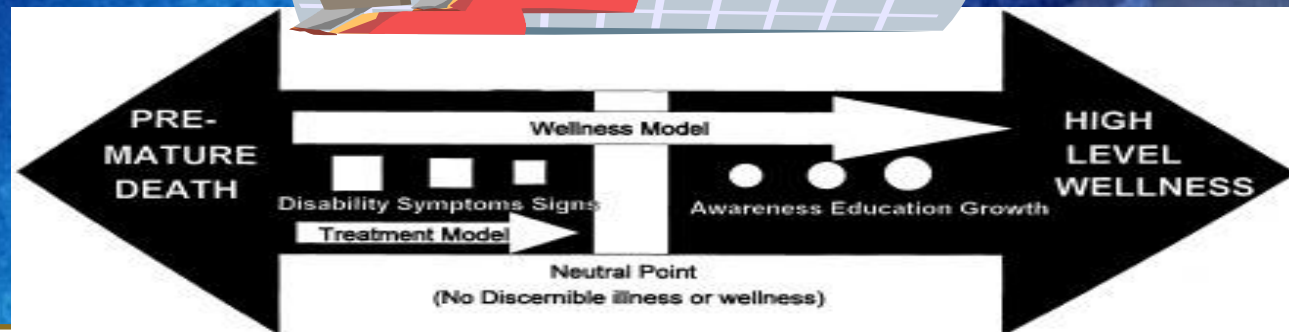 PRE-
MATURE
DEATH
Wellness Model
HIGH
LEVEL
WELLNESS
Disability Symptoms Signs
Awareness Education Growth
Treatment Model
Neutral Point
(No Discernible illness or wellness)